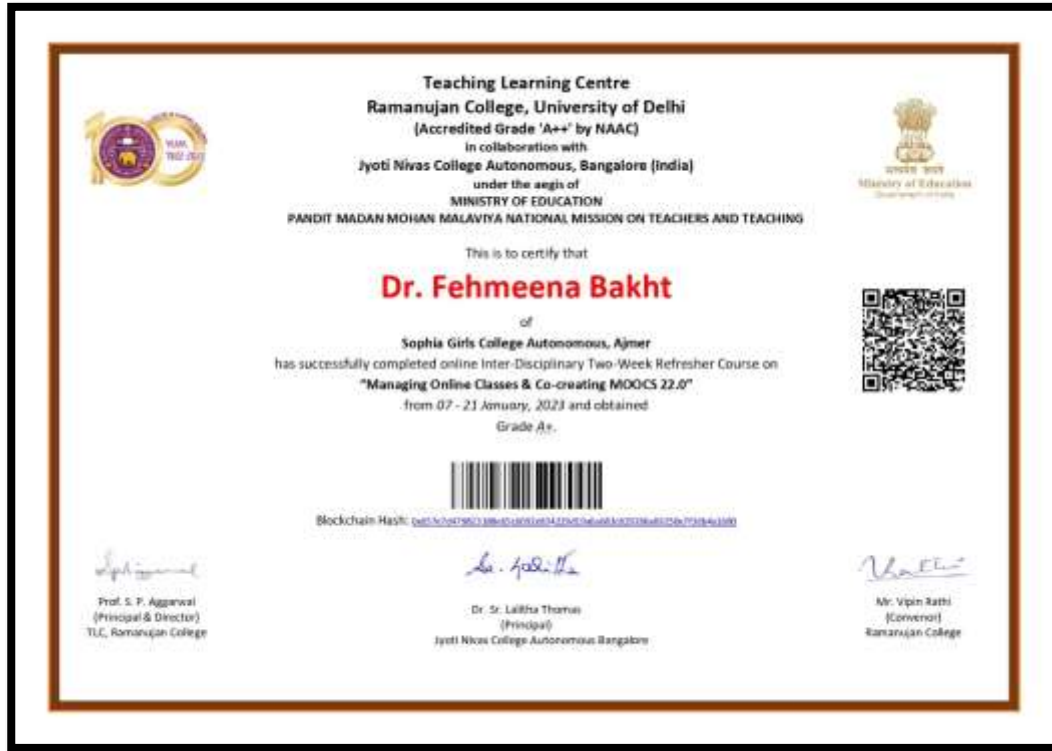 Teaching Learning Centre
Ramanujan College, University of Delhi
(Accredited Grade 'A++' by NAAC)
in collaboration with
Jyoti Nivas College Autonomous, Bangalore (India)
under the aegis of
MINISTRY OF EDUCATION
PANDIT MADAN MOHAN MALAVIYA NATIONAL MISSION ON TEACHERS AND TEACHING
100
Ministry of Education
Government of India
This is to certify that
Dr. Fehmeena Bakht
of
Sophia Girls College Autonomous, Ajmer
has successfully completed online Inter-Disciplinary Two-Week Refresher Course on
"Managing Online Classes & Co-creating MOOCS 22.0"
from 07 - 21 January, 2023 and obtained
Grade A+.
Blockchain Hash:
Prof. S. P. Aggarwal
(Principal & Director)
TLC, Ramanujan College
Dr. Sr. Lalitha Thomas
(Principal)
Jyoti Nivas College Autonomous Bangalore
Mr. Vipin Rathi
(Convenor)
Ramanujan College